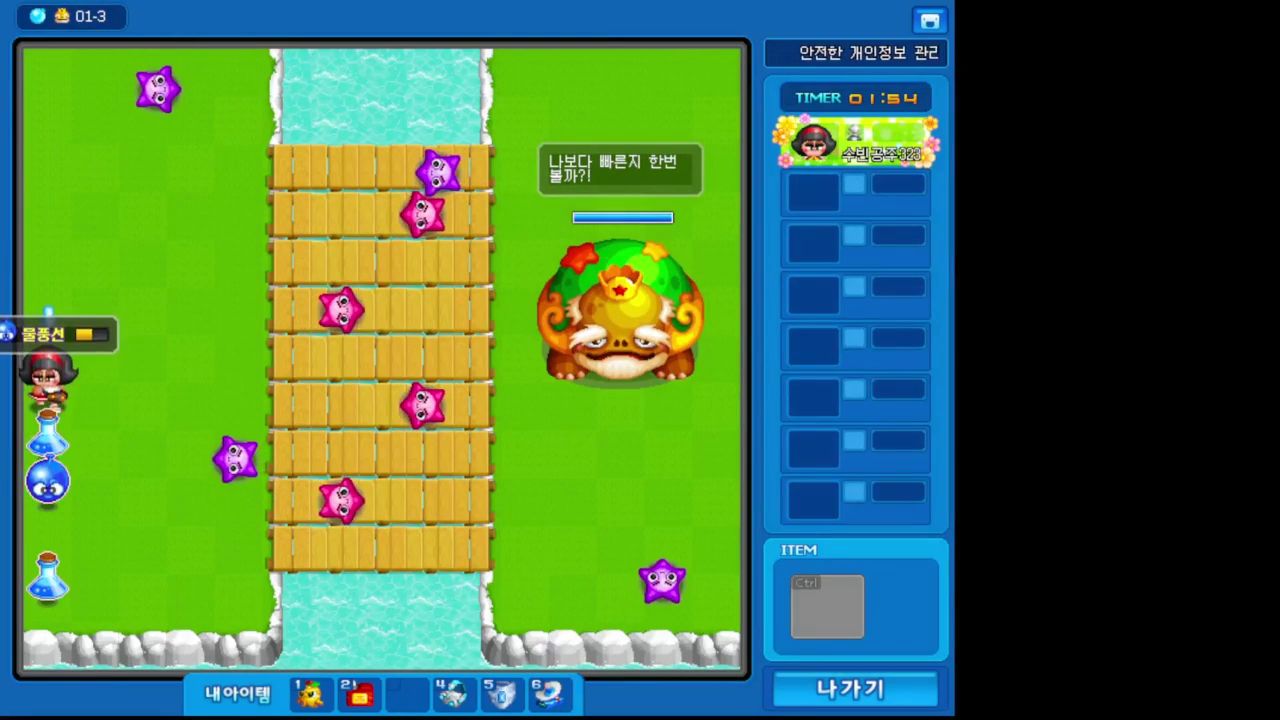 01-3
안전한 개인정보 관리
TIMER 01:54
수빈공주323
나보다 빠른지 한번
볼까?!
물풍선
ITEM
Ctrl
내 아이템
1
2
4
5
6
나가기